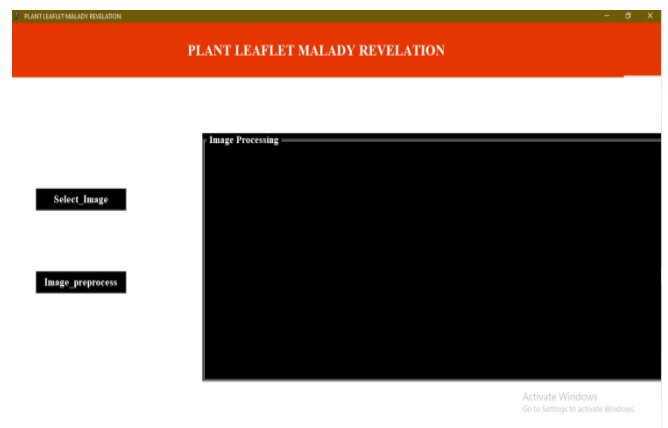 PLANT LEAFLET MALADY REVELATION
PLANT LEAFLET MALADY REVELATION
Image Processing
Select_Image
Image_preprocess
Activate Windows
Go to Settings to activate Windows.